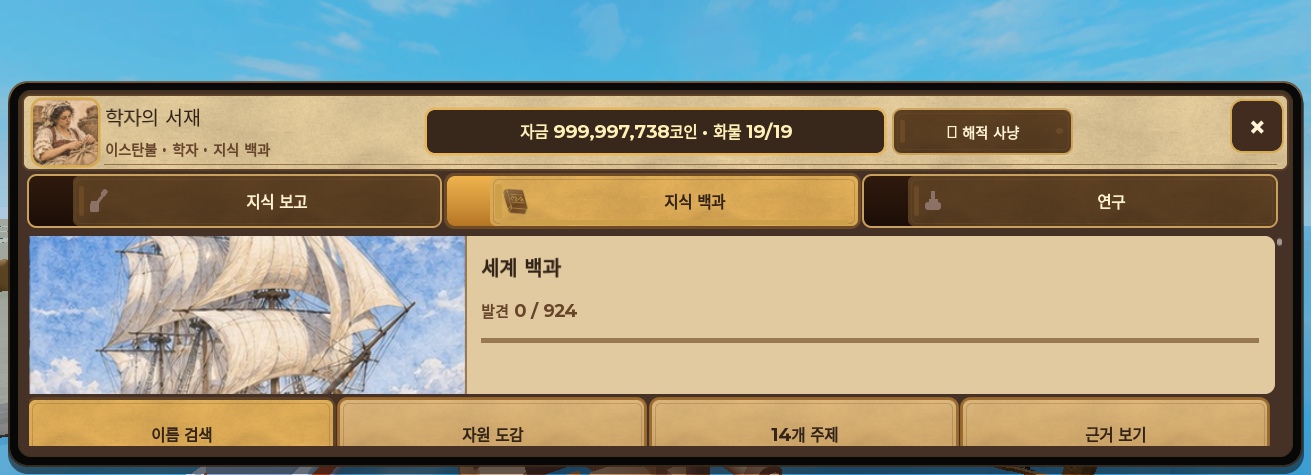 학자의 서재
이스탄불 · 학자 · 지식 백과
자금 999,997,738코인 · 화물 19/19
해적 사냥
×
지식 보고
지식 백과
연구
세계 백과
발견 0 / 924
이름 검색
자원 도감
14개 주제
근거 보기